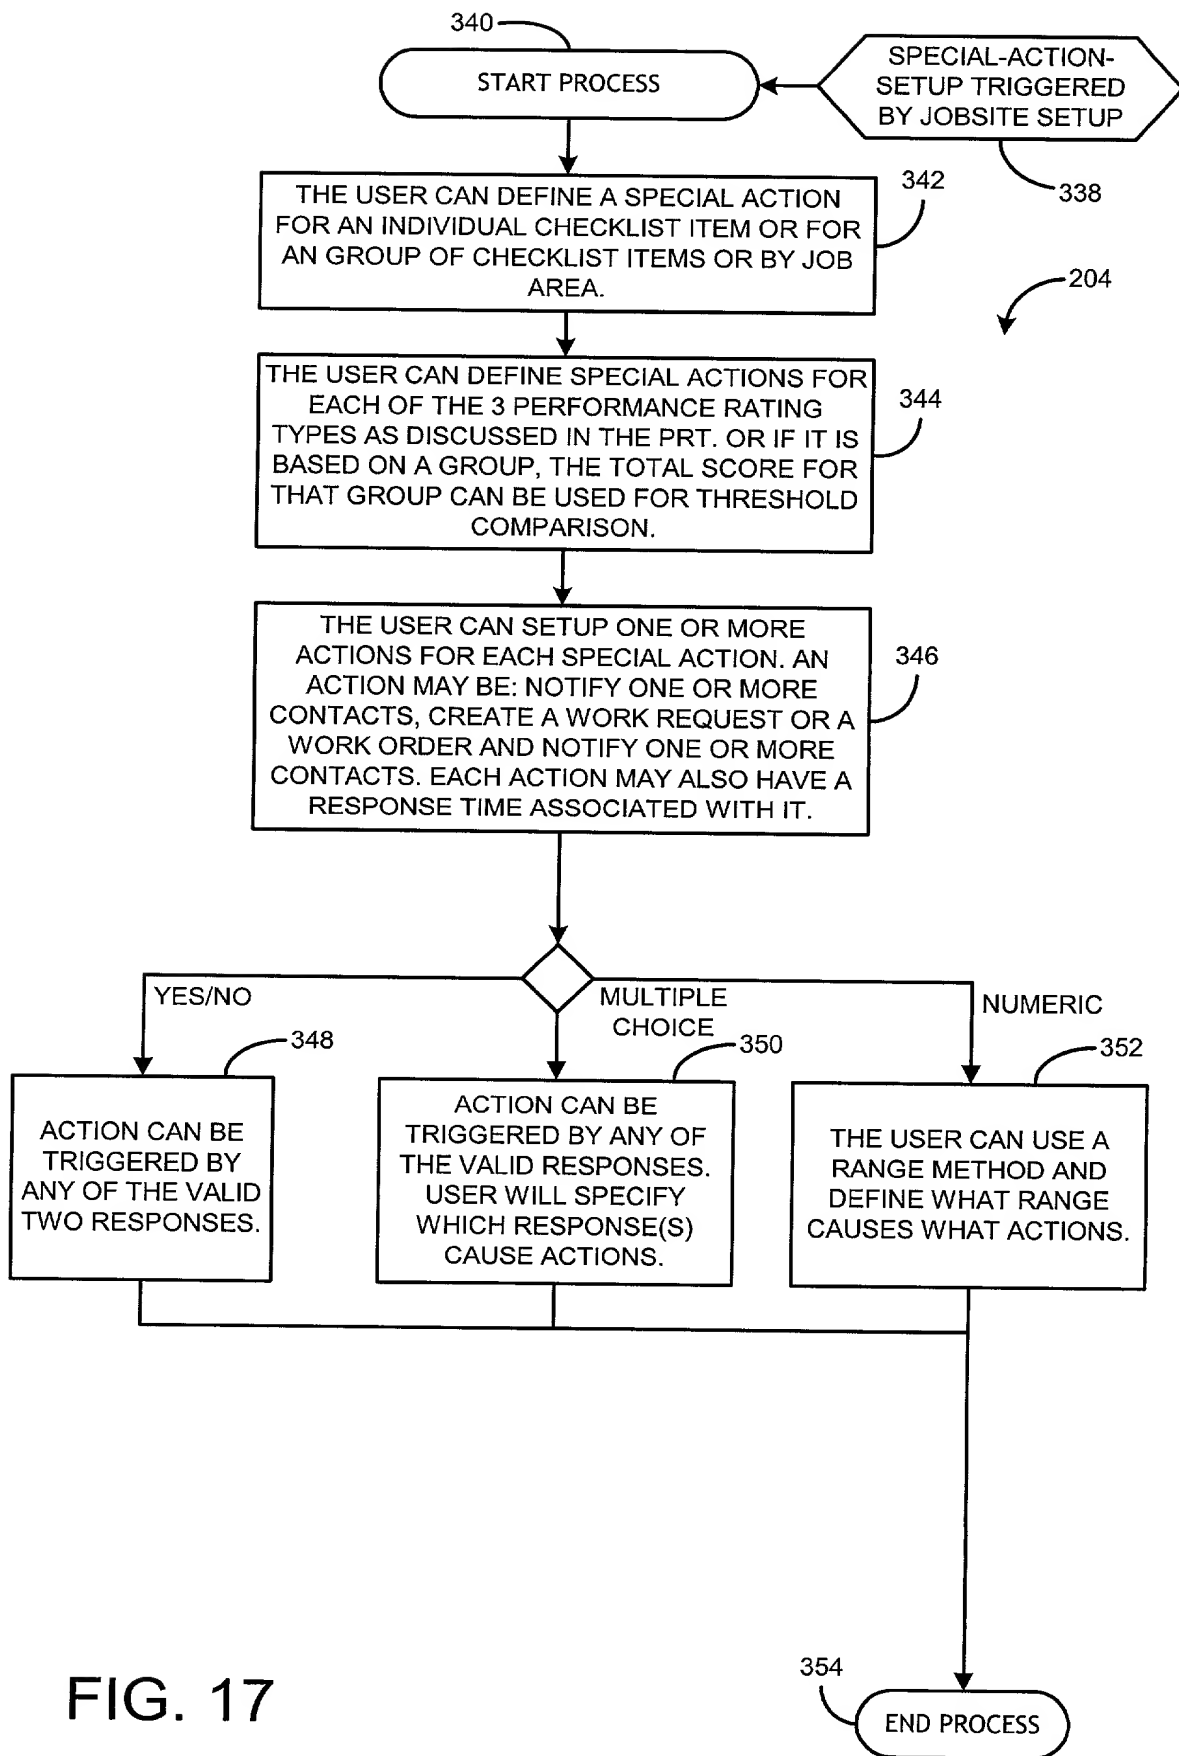 340
START PROCESS
SPECIAL-ACTION-
SETUP TRIGGERED
BY JOBSITE SETUP
338
THE USER CAN DEFINE A SPECIAL ACTION
FOR AN INDIVIDUAL CHECKLIST ITEM OR FOR
AN GROUP OF CHECKLIST ITEMS OR BY JOB
AREA.
342
204
THE USER CAN DEFINE SPECIAL ACTIONS FOR
EACH OF THE 3 PERFORMANCE RATING
TYPES AS DISCUSSED IN THE PRT. OR IF IT IS
BASED ON A GROUP, THE TOTAL SCORE FOR
THAT GROUP CAN BE USED FOR THRESHOLD
COMPARISON.
344
THE USER CAN SETUP ONE OR MORE
ACTIONS FOR EACH SPECIAL ACTION. AN
ACTION MAY BE: NOTIFY ONE OR MORE
CONTACTS, CREATE A WORK REQUEST OR A
WORK ORDER AND NOTIFY ONE OR MORE
CONTACTS. EACH ACTION MAY ALSO HAVE A
RESPONSE TIME ASSOCIATED WITH IT.
346
YES/NO
MULTIPLE
CHOICE
NUMERIC
348
ACTION CAN BE
TRIGGERED BY
ANY OF THE VALID
TWO RESPONSES.
350
ACTION CAN BE
TRIGGERED BY ANY OF
THE VALID RESPONSES.
USER WILL SPECIFY
WHICH RESPONSE(S)
CAUSE ACTIONS.
352
THE USER CAN USE A
RANGE METHOD AND
DEFINE WHAT RANGE
CAUSES WHAT ACTIONS.
354
END PROCESS
FIG. 17